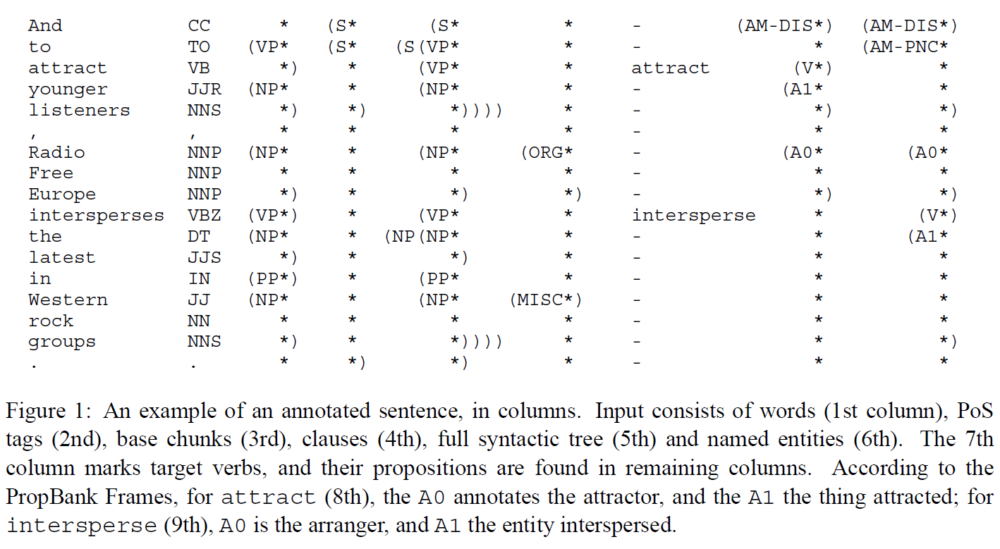 And CC * (S* (S* * - (AM-DIS*) (AM-DIS*)
to TO (VP* (S* (S(VP* * - * (AM-PNC*
attract VB *) * (VP* * attract (V*) *
younger JJR (NP* * (NP* * - (A1* *
listeners NNS *) *) *)))) * - *) *)
, , * * * * - * *
Radio NNP (NP* * (NP* (ORG* - (A0* (A0*
Free NNP * * * * - * *
Europe NNP *) * *) *) - *) *)
intersperses VBZ (VP*) * (VP* * intersperse * (V*)
the DT (NP* * (NP(NP* * - * (A1*
latest JJS *) * *) * - * *
in IN (PP*) * (PP* * - * *
Western JJ (NP* * (NP* (MISC*) - * *
rock NN * * * * - * *
groups NNS *) * *)))) * - * *)
. . * *) *) * - * *
Figure 1: An example of an annotated sentence, in columns. Input consists of words (1st column), PoS
tags (2nd), base chunks (3rd), clauses (4th), full syntactic tree (5th) and named entities (6th). The 7th
column marks target verbs, and their propositions are found in remaining columns. According to the
PropBank Frames, for attract (8th), the A0 annotates the attractor, and the A1 the thing attracted; for
intersperse (9th), A0 is the arranger, and A1 the entity interspersed.